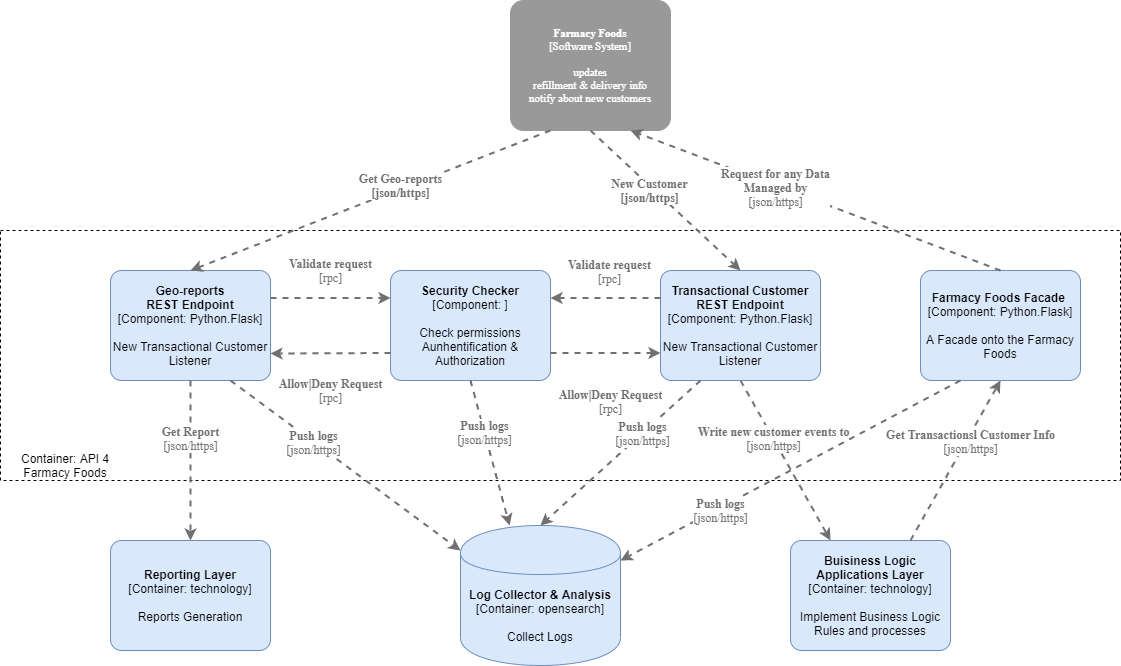 Farmacy Foods
[Software System]
updates
refillment & delivery info
notify about new customers
Get Geo-reports
[json/https]
New Customer
[json/https]
Request for any Data
Managed by
[json/https]
Validate request
[rpc]
Validate request
[rpc]
Geo-reports
REST Endpoint
[Component: Python.Flask]
New Transactional Customer
Listener
Security Checker
[Component: ]
Check permissions
Aunhentification &
Authorization
Transactional Customer
REST Endpoint
[Component: Python.Flask]
New Transactional Customer
Listener
Farmacy Foods Facade
[Component: Python.Flask]
A Facade onto the Farmacy
Foods
Allow|Deny Request
[rpc]
Allow|Deny Request
[rpc]
Get Report
[json/https]
Push logs
[json/https]
Push logs
[json/https]
Push logs
[json/https]
Write new customer events to
[json/https]
Get Transactionsl Customer Info
[json/https]
Container: API 4
Farmacy Foods
Push logs
[json/https]
Reporting Layer
[Container: technology]
Reports Generation
Log Collector & Analysis
[Container: opensearch]
Collect Logs
Buisiness Logic
Applications Layer
[Container: technology]
Implement Business Logic
Rules and processes